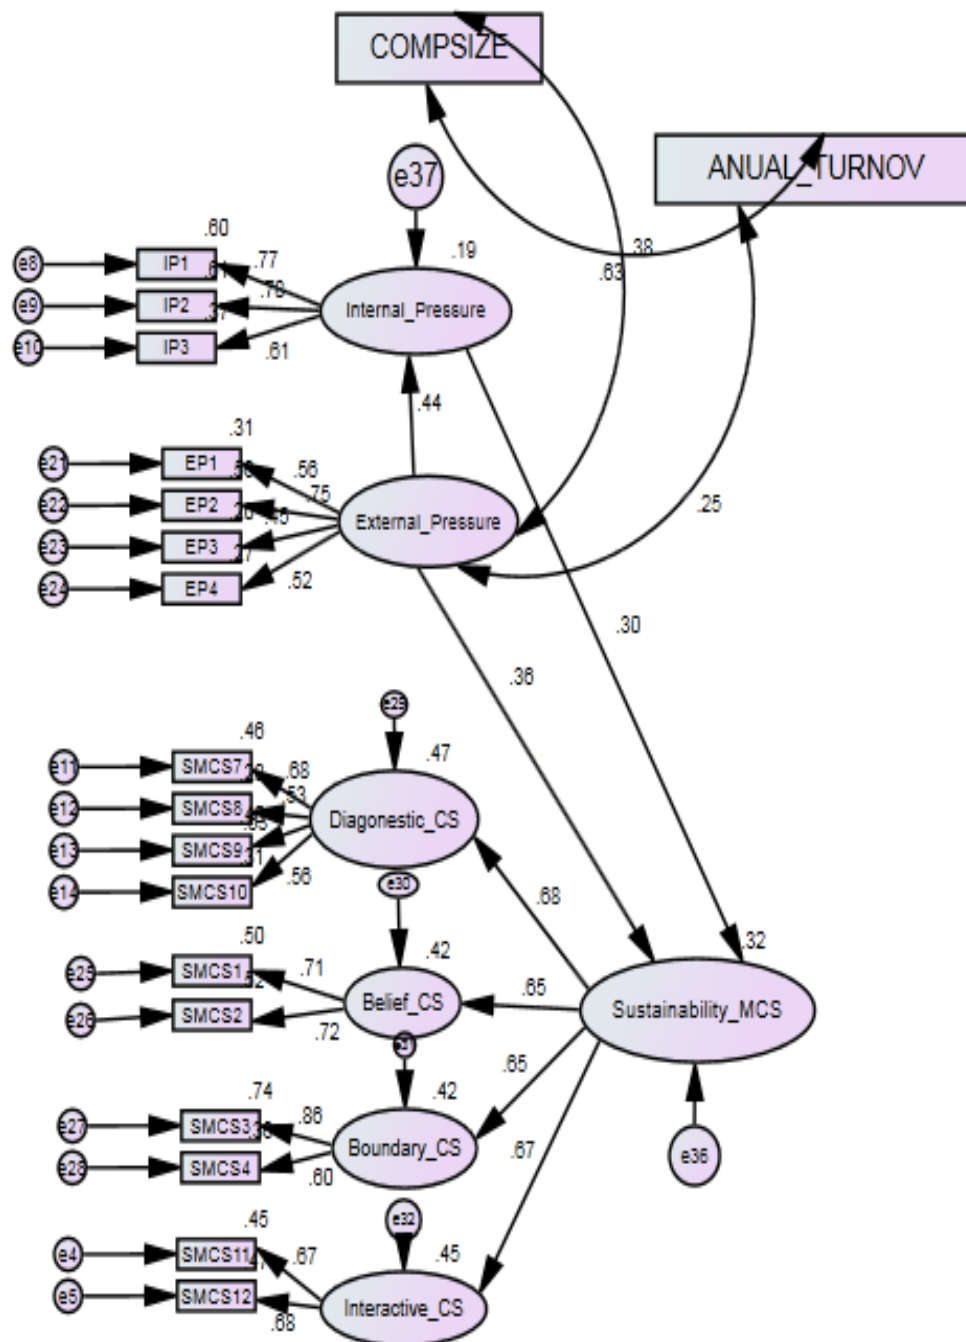 COMPSIZE
ANUAL_TURNOV
e37
.60
.19
.38
.63
e8
IP1
.77
e9
IP2
Internal_Pressure
e10
IP3
.61
.44
.31
e21
EP1
.56
e22
EP2
.75
.25
External_Pressure
e23
EP3
e24
EP4
.52
.30
.36
.46
.47
e11
SMCS7
.68
e12
SMCS8
.53
Diagonestic_CS
e13
SMCS9
e14
SMCS10
.56
e30
.68
.50
.42
.32
e25
SMCS1
.71
.65
Belief_CS
Sustainability_MCS
e26
SMCS2
.72
.65
.74
.42
e27
SMCS3
.86
Boundary_CS
e28
SMCS4
.60
.67
e36
e32
.45
.45
e4
SMCS11
.67
e5
SMCS12
Interactive_CS
.68